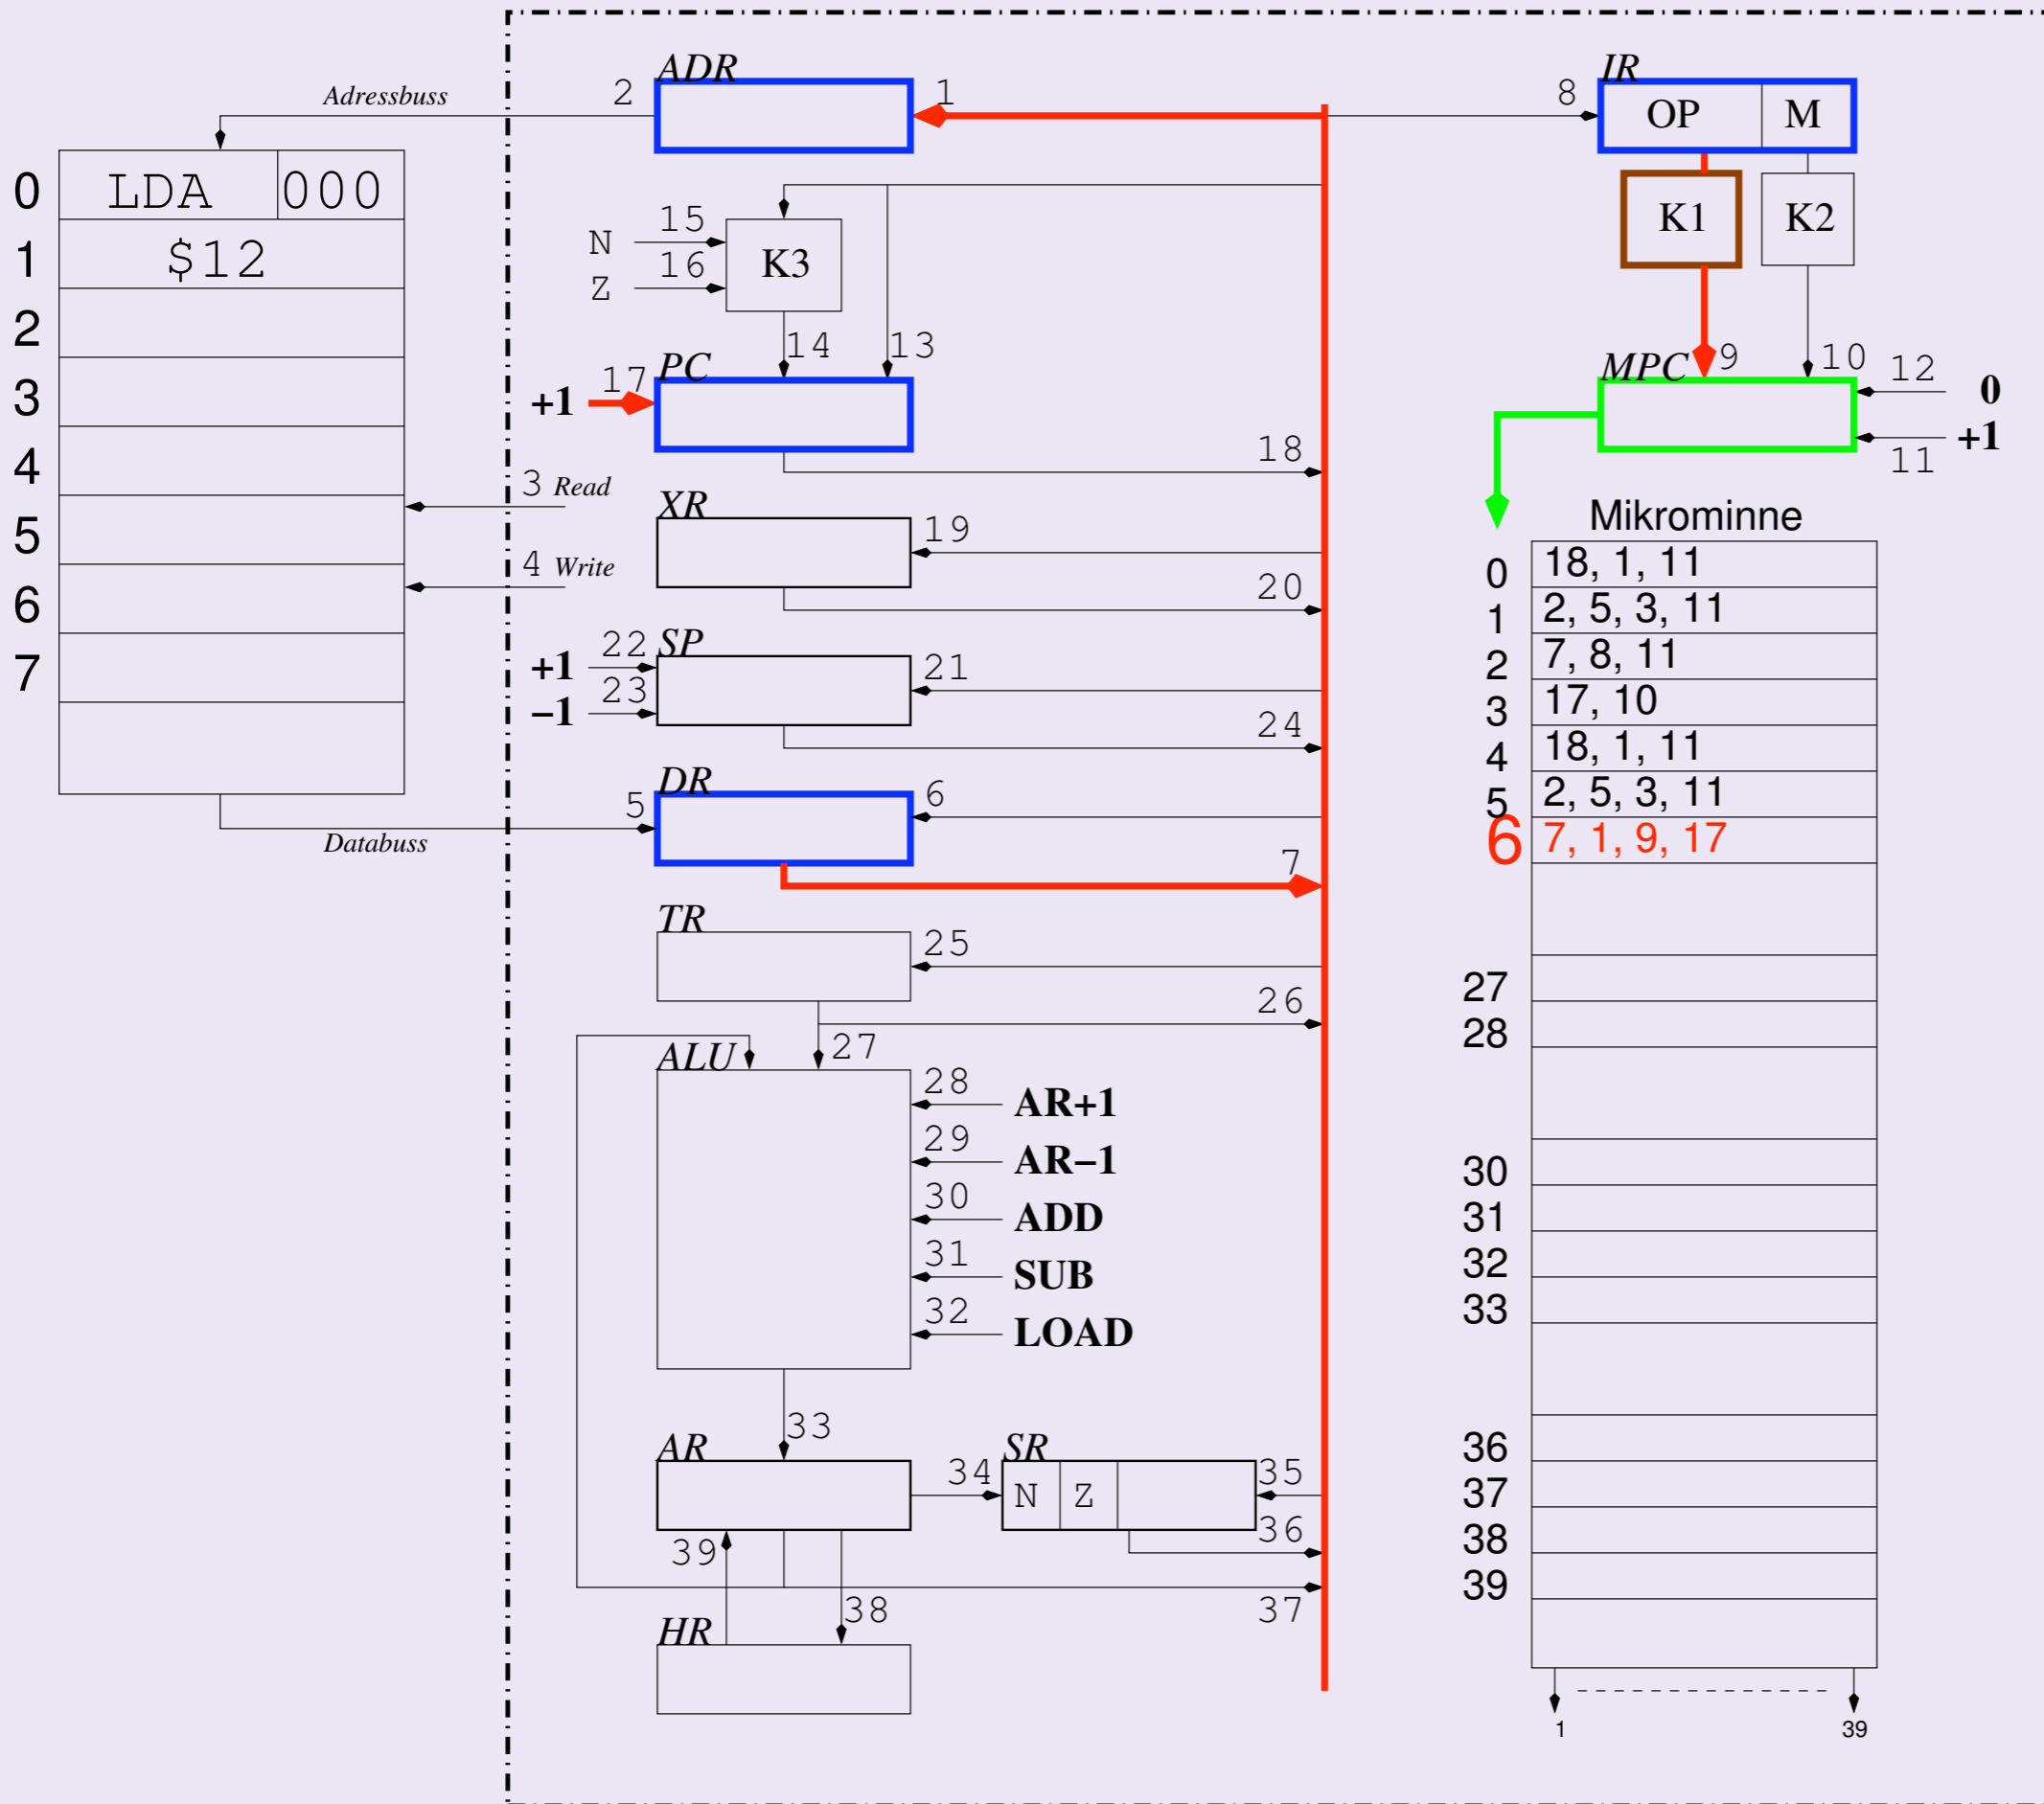 ADR
IR
Adressbuss
2
1
8
OP
M
0
LDA
000
1
$12
2
3
4
5
6
7
N
15
Z
16
K3
K1
K2
14
13
PC
+1
17
18
MPC
9
10
12
0
+1
11
3 Read
4 Write
XR
19
20
SP
+1
22
21
-1
23
24
DR
5
6
7
Databuss
TR
25
26
27
ALU
28
AR+1
29
AR-1
30
ADD
31
SUB
32
LOAD
33
AR
34
SR
N
Z
35
36
39
38
37
HR
Mikrominne
0 18, 1, 11
1 2, 5, 3, 11
2 7, 8, 11
3 17, 10
4 18, 1, 11
5 2, 5, 3, 11
6 7, 1, 9, 17
27
28
30
31
32
33
36
37
38
39
1
39